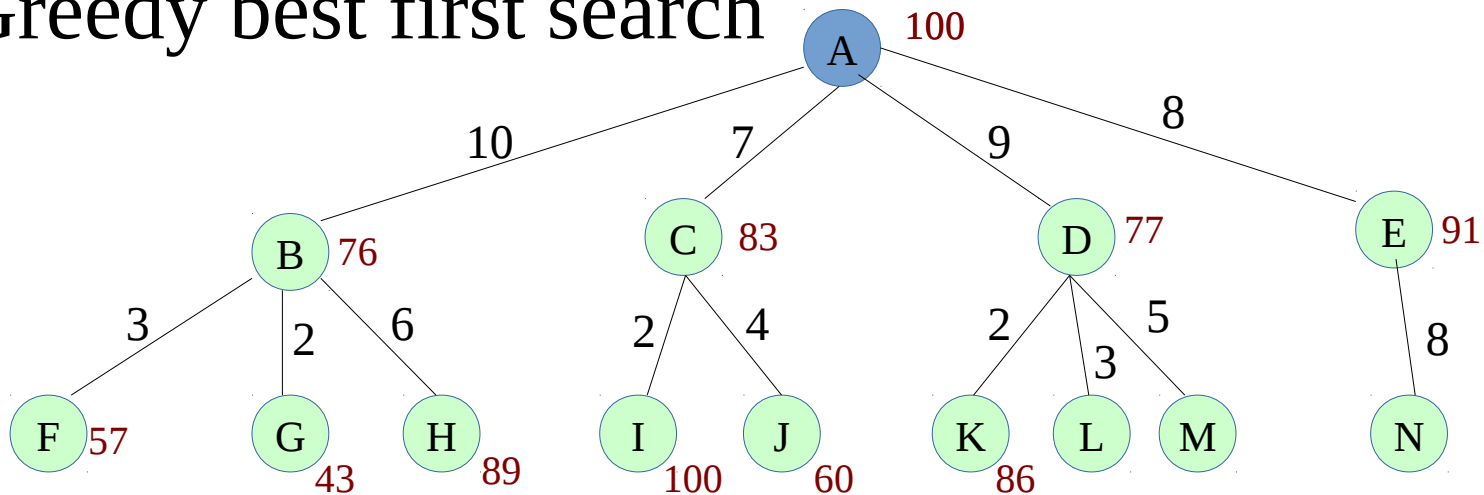 Greedy best first search
A 100
10 7 9 8
B 76 C 83 D 77 E 91
3 2 6 2 4 2 3 5 8
F 57 G 43 H 89 I 100 J 60 K 86 L M N